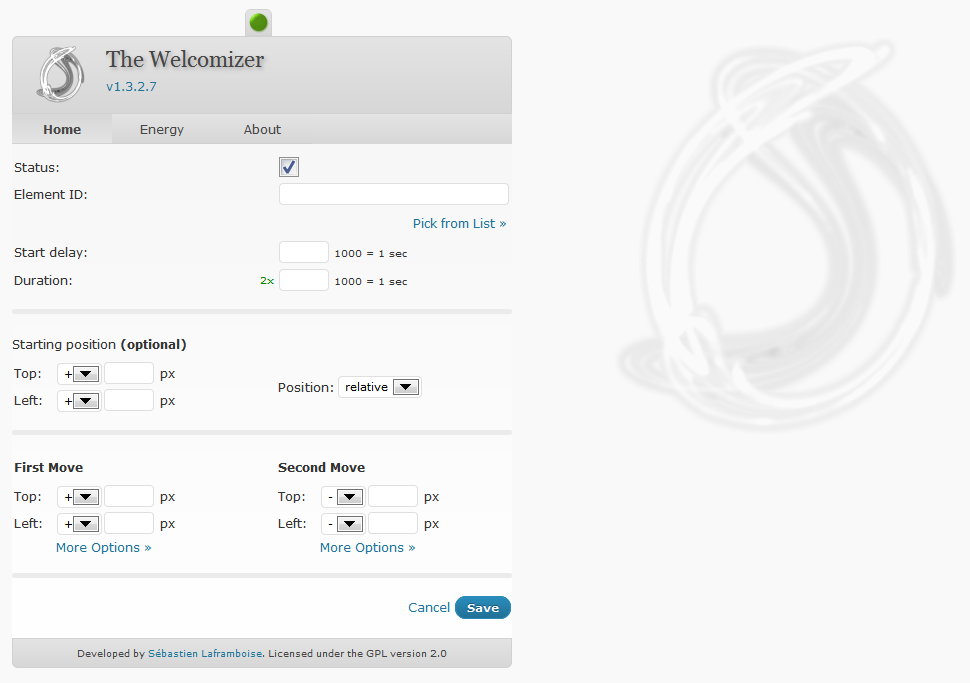 The Welcomizer
v1.3.2.7
Home Energy About
Status:
Element ID:
Pick from List »
Start delay: 1000 = 1 sec
Duration: 2x 1000 = 1 sec
Starting position (optional)
Top: + px
Position: relative
Left: + px
First Move Second Move
Top: + px Top: - px
Left: + px Left: - px
More Options » More Options »
Cancel Save
Developed by Sébastien Laframboise. Licensed under the GPL version 2.0